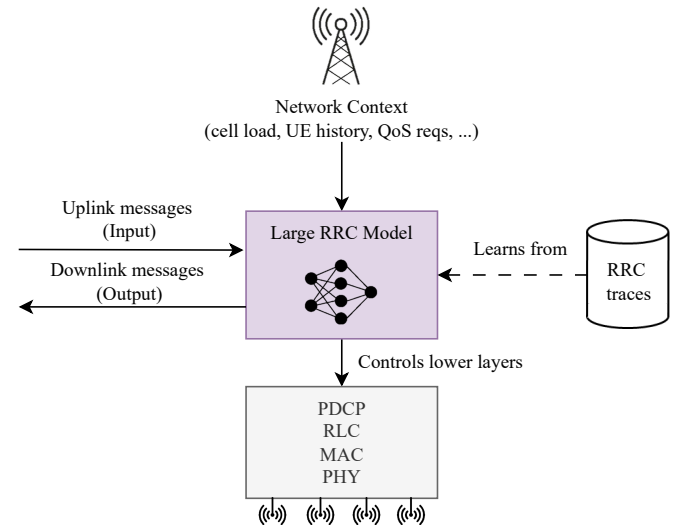 Network Context
(cell load, UE history, QoS reqs, ...)
Uplink messages
(Input)
Large RRC Model
Downlink messages
(Output)
Learns from
RRC
traces
Controls lower layers
PDCP
RLC
MAC
PHY